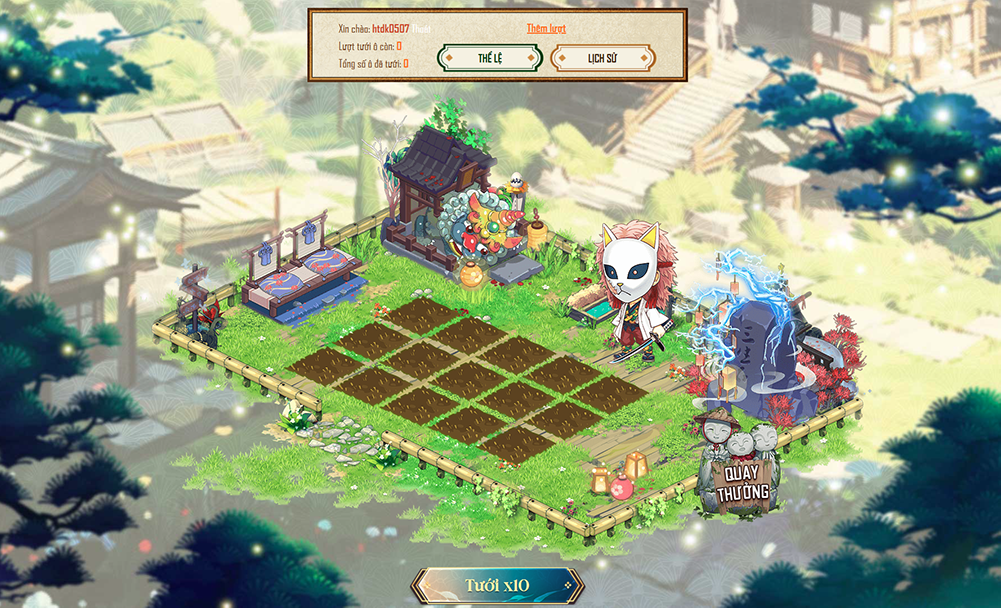 Xin chào: htdk0507 Thoát
Thêm lượt
Lượt tưới ô còn: 0
Tổng số ô đã tưới: 0
THỂ LỆ
LỊCH SỬ
QUAY
THƯỞNG
Tưới x10